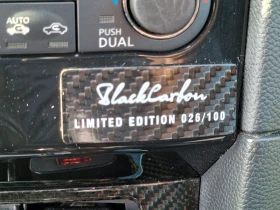 AUTO
PUSH
DUAL
BlackCarbon
LIMITED EDITION 026/100